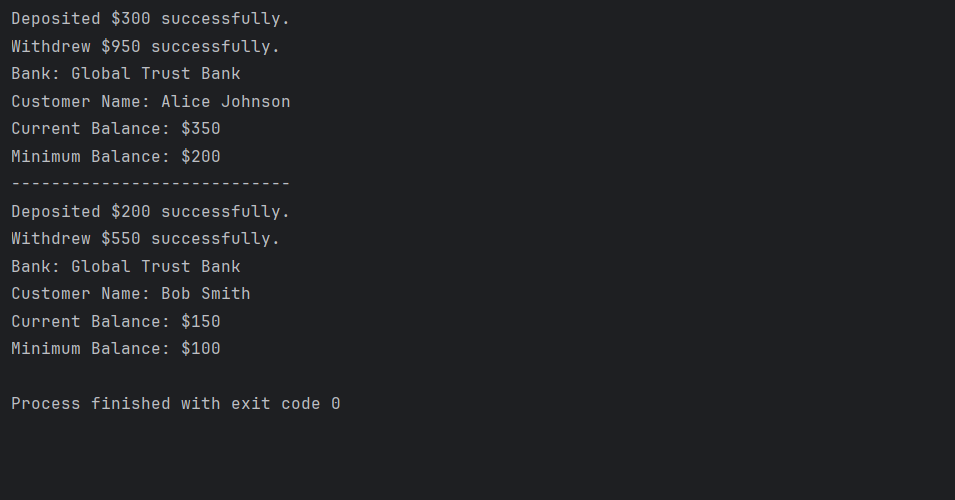 Deposited $300 successfully.
Withdrew $950 successfully.
Bank: Global Trust Bank
Customer Name: Alice Johnson
Current Balance: $350
Minimum Balance: $200
----------------------------
Deposited $200 successfully.
Withdrew $550 successfully.
Bank: Global Trust Bank
Customer Name: Bob Smith
Current Balance: $150
Minimum Balance: $100
Process finished with exit code 0